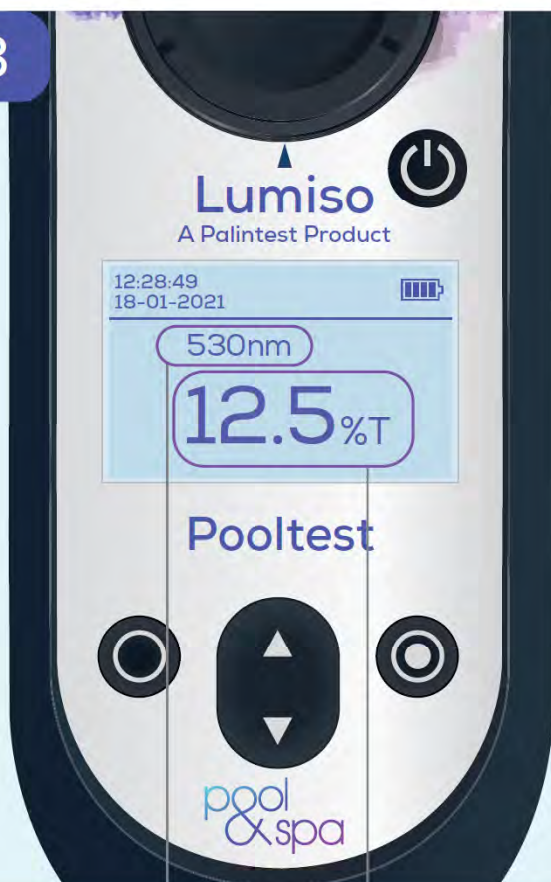 3
Lumiso
A Palintest Product
12:28:49
18-01-2021
530nm
12.5%T
Pooltest
pool
&spa